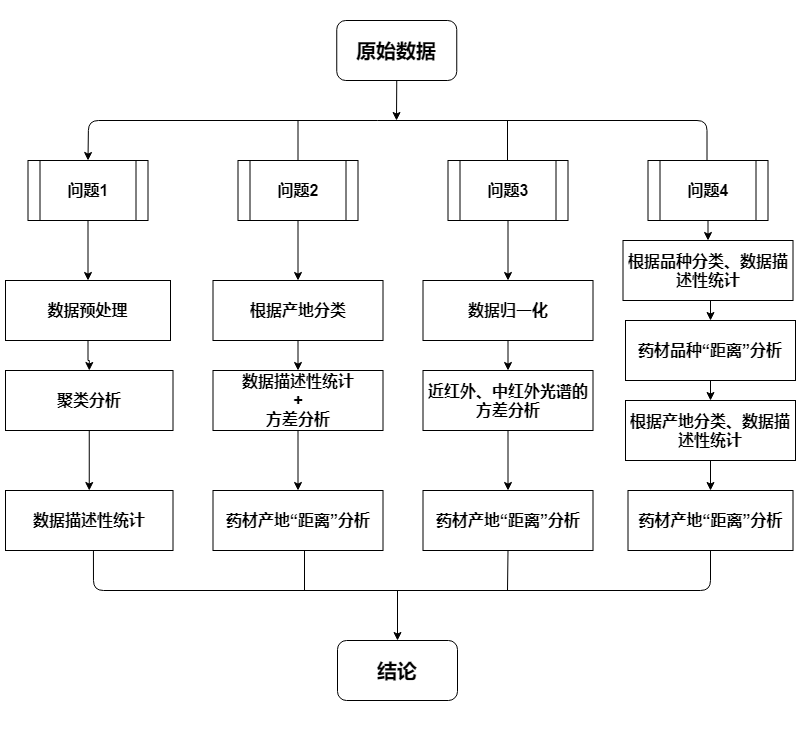 原始数据
问题1
问题2
问题3
问题4
数据预处理
聚类分析
数据描述性统计
根据产地分类
数据描述性统计
+
方差分析
药材产地“距离”分析
数据归一化
近红外、中红外光谱的
方差分析
药材产地“距离”分析
根据品种分类、数据描
述性统计
药材品种“距离”分析
根据产地分类、数据描
述性统计
药材产地“距离”分析
结论